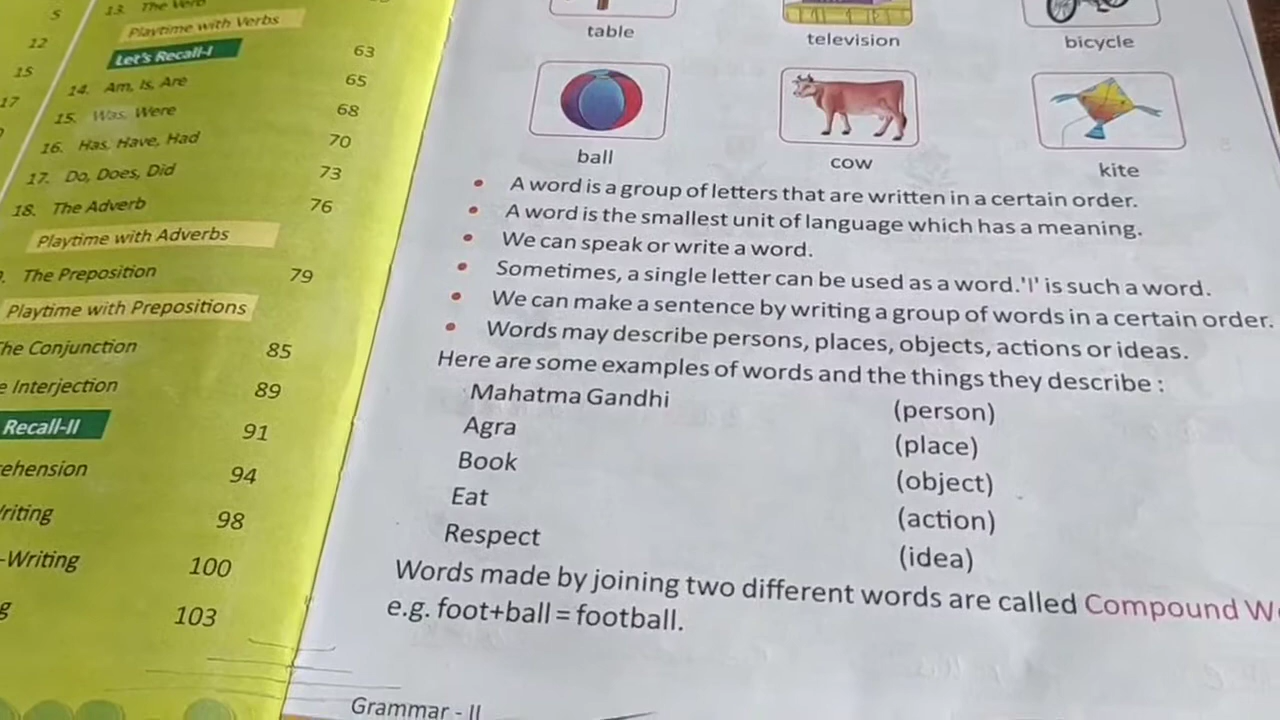 5
13. The Verb
Playtime with Verbs
12
Let's Recall-I 63
15
14. Am, Is, Are 65
17
15. Was, Were 68
16. Has, Have, Had 70
17. Do, Does, Did 73
18. The Adverb 76
Playtime with Adverbs
The Preposition 79
Playtime with Prepositions
The Conjunction 85
Interjection 89
Recall-II 91
94
98
-Writing 100
103
table television bicycle
ball cow kite
• A word is a group of letters that are written in a certain order.
• A word is the smallest unit of language which has a meaning.
• We can speak or write a word.
• Sometimes, a single letter can be used as a word.'I' is such a word.
• We can make a sentence by writing a group of words in a certain order.
• Words may describe persons, places, objects, actions or ideas.
Here are some examples of words and the things they describe :
Mahatma Gandhi (person)
Agra (place)
Book (object)
Eat (action)
Respect (idea)
Words made by joining two different words are called Compound
e.g. foot+ball = football.
Grammar - II